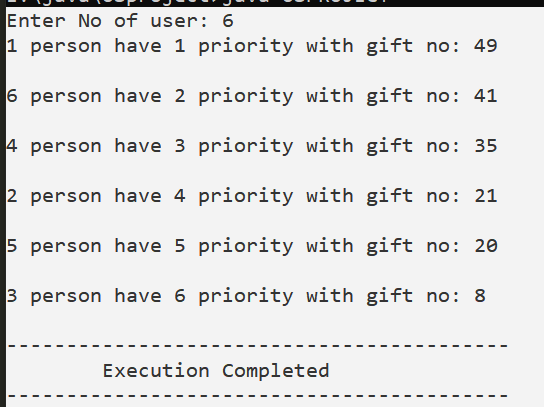 Enter No of user: 6
1 person have 1 priority with gift no: 49
6 person have 2 priority with gift no: 41
4 person have 3 priority with gift no: 35
2 person have 4 priority with gift no: 21
5 person have 5 priority with gift no: 20
3 person have 6 priority with gift no: 8
------------------------------------------
Execution Completed
------------------------------------------